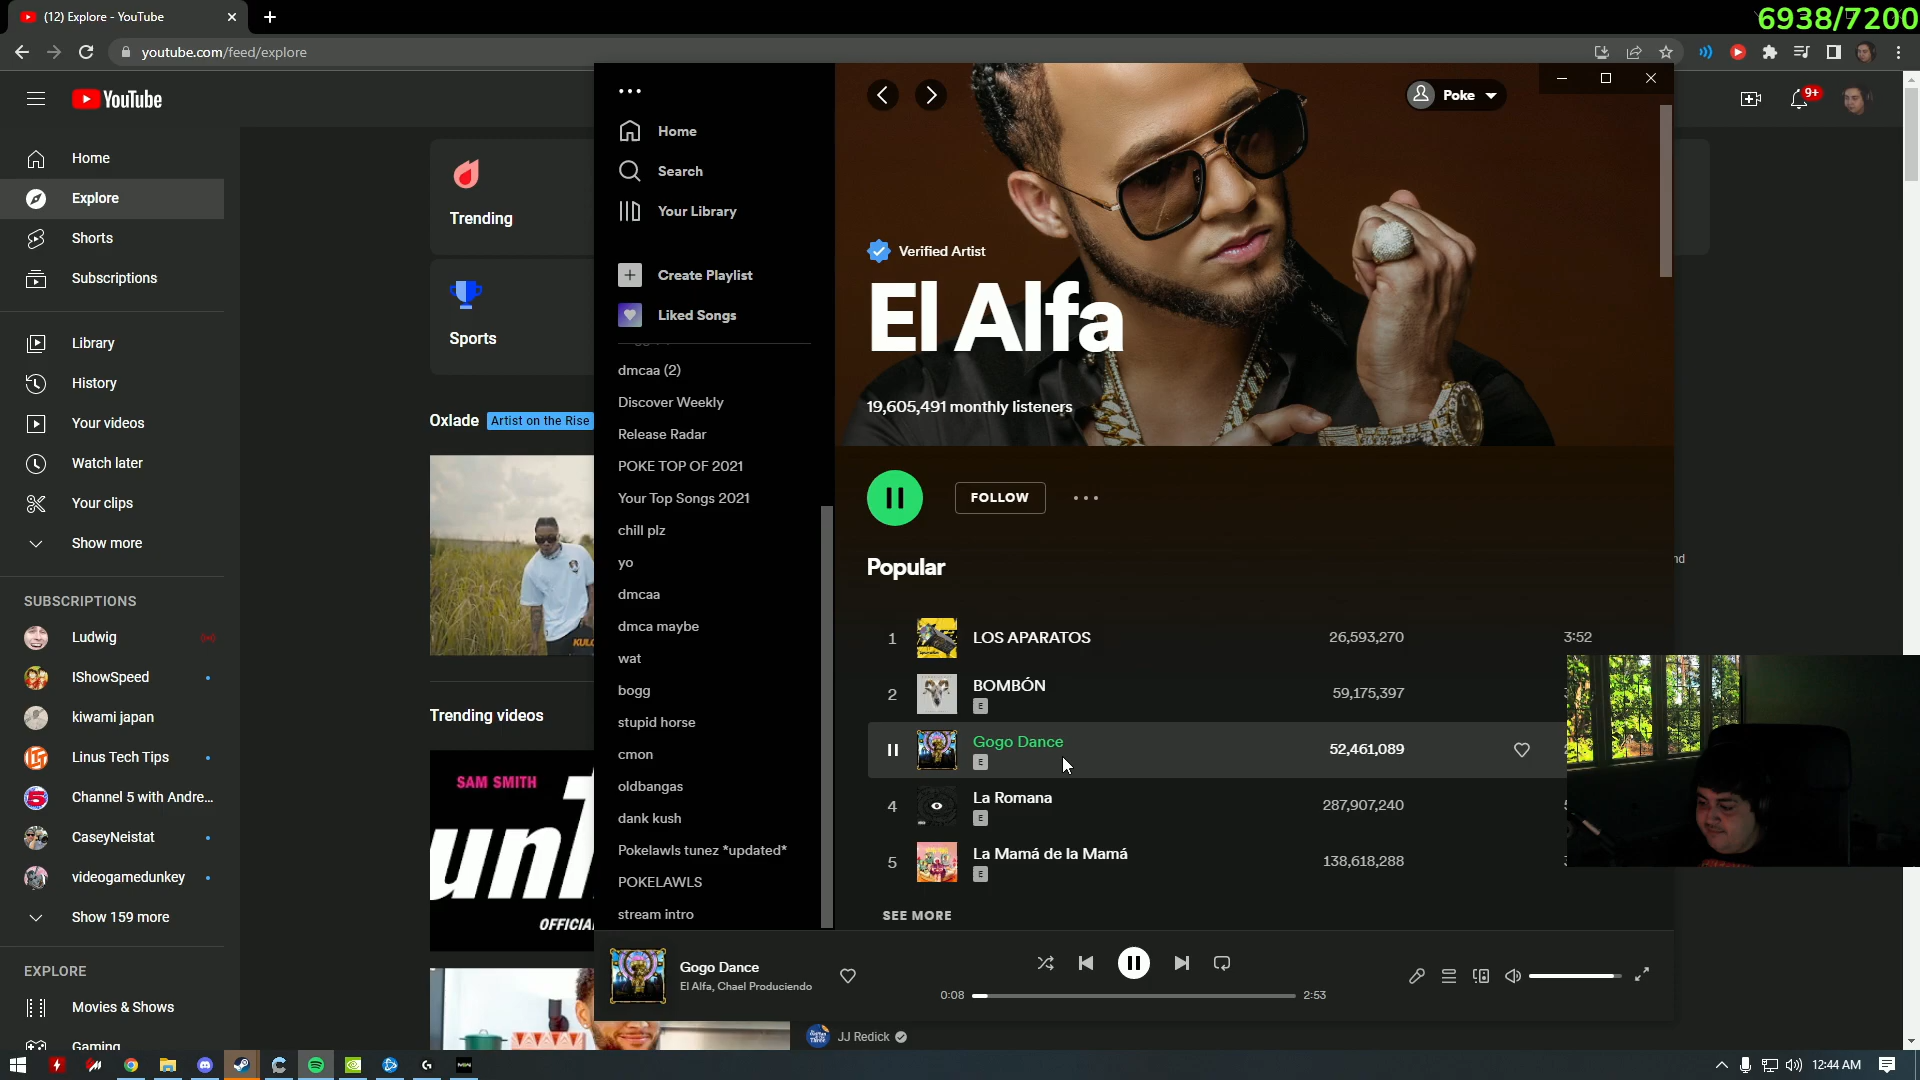 (12) Explore - YouTube
6938/7200
youtube.com/feed/explore
YouTube
9+
Home
Explore
Shorts
Subscriptions
Library
History
Your videos
Watch later
Your clips
Show more
SUBSCRIPTIONS
Ludwig
IShowSpeed
kiwami japan
Linus Tech Tips
Channel 5 with Andre...
CaseyNeistat
videogamedunkey
Show 159 more
EXPLORE
Movies & Shows
Gaming
Trending
Sports
Oxlade Artist on the Rise
Trending videos
SAM SMITH
un
OFFICIA
JJ Redick
Home
Search
Your Library
Create Playlist
Liked Songs
dmcaa (2)
Discover Weekly
Release Radar
POKE TOP OF 2021
Your Top Songs 2021
chill plz
yo
dmcaa
dmca maybe
wat
bogg
stupid horse
cmon
oldbangas
dank kush
Pokelawls tunez *updated*
POKELAWLS
stream intro
Poke
Verified Artist
El Alfa
19,605,491 monthly listeners
FOLLOW
Popular
1 LOS APARATOS 26,593,270 3:52
2 BOMBÓN 59,175,397
E
Gogo Dance 52,461,089
E
4 La Romana 287,907,240
E
5 La Mamá de la Mamá 138,618,288
E
SEE MORE
Gogo Dance
El Alfa, Chael Produciendo
0:08 2:53
12:44 AM